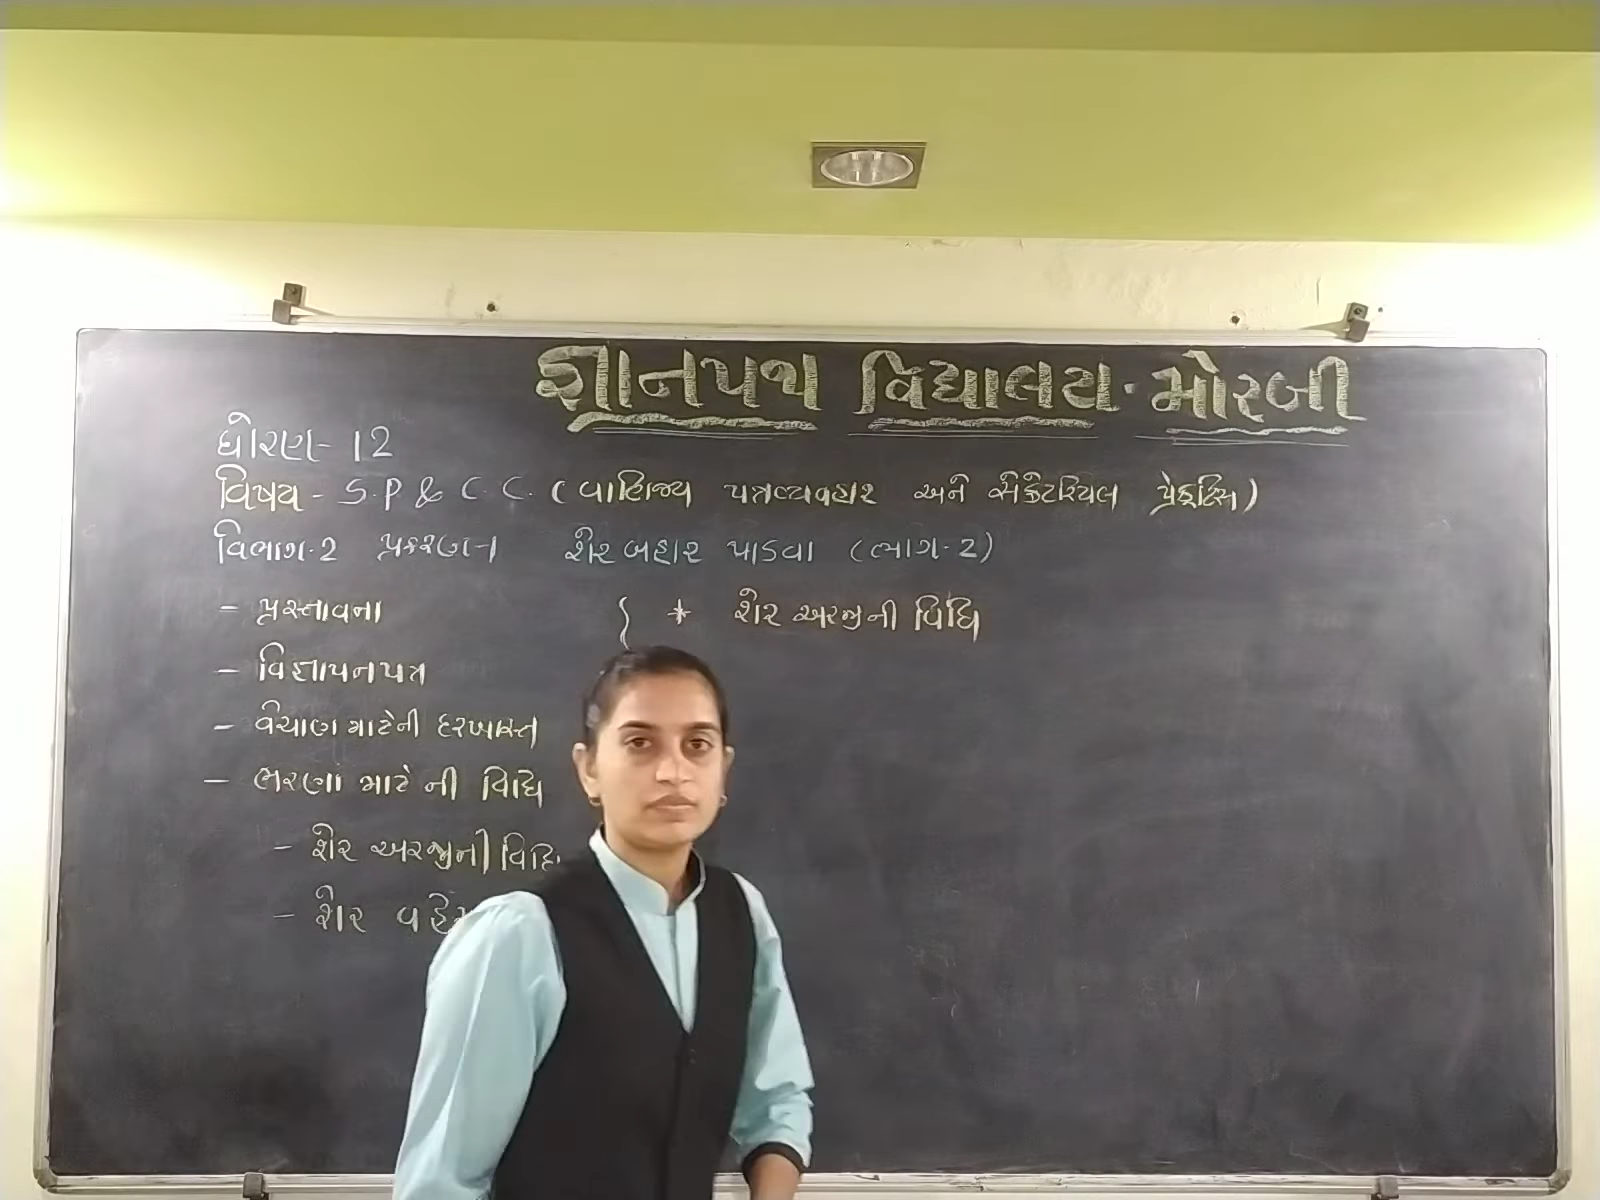 જ્ઞાનપથ વિદ્યાલય - મોરબી
ધોરણ - 12
વિષય - S.P & C.C. ( વાણિજ્ય પત્રવ્યવહાર અને સેક્રેટરિયલ પ્રેક્ટિસ )
વિભાગ-2 પ્રકરણ-1 શેર બહાર પાડવા (ભાગ-2)
- પ્રસ્તાવના
- વિજ્ઞાપનપત્ર
- વેચાણ માટેની દરખાસ્ત
- ભરણા માટે ની વિધિ
- શેર અરજીની વિધિ
- શેર
* શેર અરજીની વિધિ